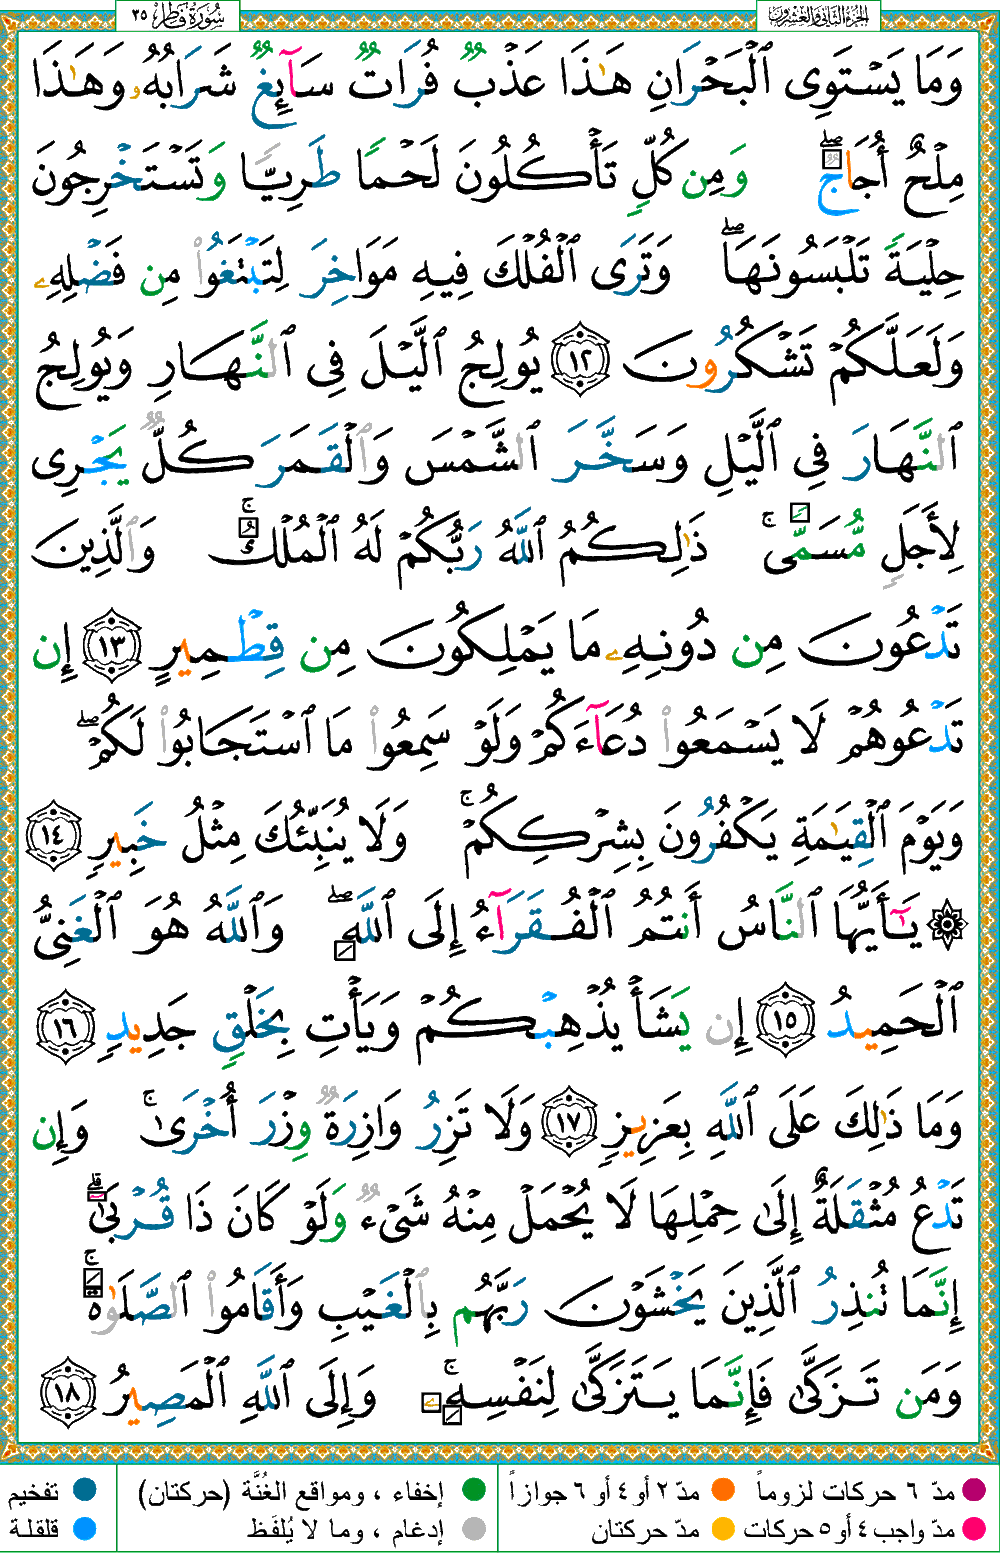 الجزء الثاني والعشرون
سورة فاطر ٣٥
وَمَا يَسۡتَوِي ٱلۡبَحۡرَانِ هَٰذَا عَذۡبٞ فُرَاتٞ سَآئِغٞ شَرَابُهُۥ وَهَٰذَا
مِلۡحٌ أُجَاجٞۖ وَمِن كُلّٖ تَأۡكُلُونَ لَحۡمٗا طَرِيّٗا وَتَسۡتَخۡرِجُونَ
حِلۡيَةٗ تَلۡبَسُونَهَاۖ وَتَرَى ٱلۡفُلۡكَ فِيهِ مَوَاخِرَ لِتَبۡتَغُواْ مِن فَضۡلِهِۦ
وَلَعَلَّكُمۡ تَشۡكُرُونَ ١٢ يُولِجُ ٱلَّيۡلَ فِي ٱلنَّهَارِ وَيُولِجُ
ٱلنَّهَارَ فِي ٱلَّيۡلِ وَسَخَّرَ ٱلشَّمۡسَ وَٱلۡقَمَرَ كُلّٞ يَجۡرِي
لِأَجَلٖ مُّسَمّٗىۚ ذَٰلِكُمُ ٱللَّهُ رَبُّكُمۡ لَهُ ٱلۡمُلۡكُۚ وَٱلَّذِينَ
تَدۡعُونَ مِن دُونِهِۦ مَا يَمۡلِكُونَ مِن قِطۡمِيرٍ ١٣ إِن
تَدۡعُوهُمۡ لَا يَسۡمَعُواْ دُعَآءَكُمۡ وَلَوۡ سَمِعُواْ مَا ٱسۡتَجَابُواْ لَكُمۡۖ
وَيَوۡمَ ٱلۡقِيَٰمَةِ يَكۡفُرُونَ بِشِرۡكِكُمۡۚ وَلَا يُنَبِّئُكَ مِثۡلُ خَبِيرٖ ١٤
۞ يَٰٓأَيُّهَا ٱلنَّاسُ أَنتُمُ ٱلۡفُقَرَآءُ إِلَى ٱللَّهِۖ وَٱللَّهُ هُوَ ٱلۡغَنِيُّ
ٱلۡحَمِيدُ ١٥ إِن يَشَأۡ يُذۡهِبۡكُمۡ وَيَأۡتِ بِخَلۡقٖ جَدِيدٖ ١٦
وَمَا ذَٰلِكَ عَلَى ٱللَّهِ بِعَزِيزٖ ١٧ وَلَا تَزِرُ وَازِرَةٞ وِزۡرَ أُخۡرَىٰۚ وَإِن
تَدۡعُ مُثۡقَلَةٌ إِلَىٰ حِمۡلِهَا لَا يُحۡمَلۡ مِنۡهُ شَيۡءٞ وَلَوۡ كَانَ ذَا قُرۡبَىٰٓۗ
إِنَّمَا تُنذِرُ ٱلَّذِينَ يَخۡشَوۡنَ رَبَّهُم بِٱلۡغَيۡبِ وَأَقَامُواْ ٱلصَّلَوٰةَۚ
وَمَن تَزَكَّىٰ فَإِنَّمَا يَتَزَكَّىٰ لِنَفۡسِهِۦۚ وَإِلَى ٱللَّهِ ٱلۡمَصِيرُ ١٨
مدّ ٦ حركات لزوماً مدّ ٢ أو ٤ أو ٦ جوازاً إخفاء ، ومواقع الغُنَّة (حركتان) تفخيم
مدّ واجب ٤ أو ٥ حركات مدّ حركتان إدغام ، وما لا يُلفَظ قلقلة